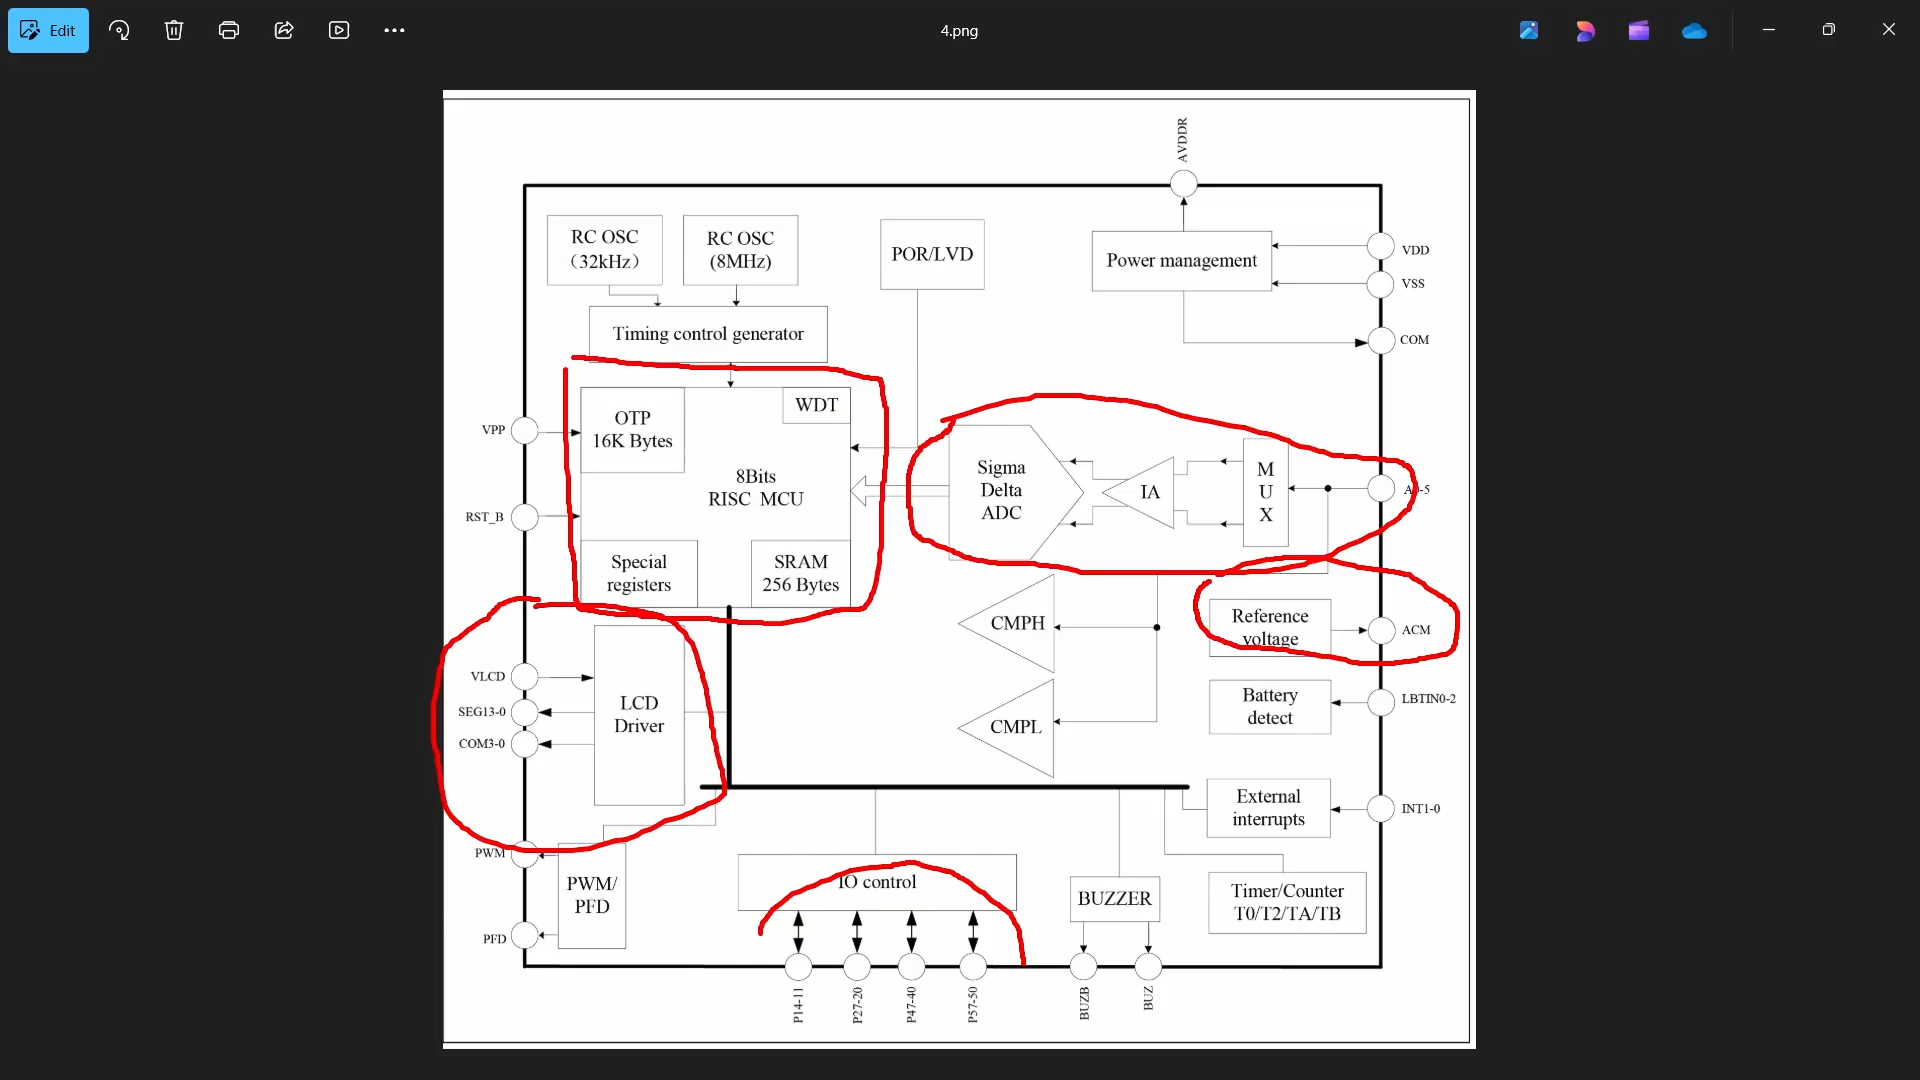 Edit
4.png
AVDDR
RC OSC
（32kHz）
RC OSC
(8MHz)
POR/LVD
Power management
VDD
VSS
COM
Timing control generator
OTP
16K Bytes
WDT
8Bits
RISC MCU
Special
registers
SRAM
256 Bytes
VPP
RST_B
Sigma
Delta
ADC
IA
M
U
X
CMPH
CMPL
Reference
voltage
ACM
Battery
detect
LBTIN0-2
VLCD
SEG13-0
COM3-0
LCD
Driver
External
interrupts
INT1-0
PWM
PFD
PWM/
PFD
IO control
BUZZER
Timer/Counter
T0/T2/TA/TB
P14-11
P27-20
P47-40
P57-50
BUZB
BUZ